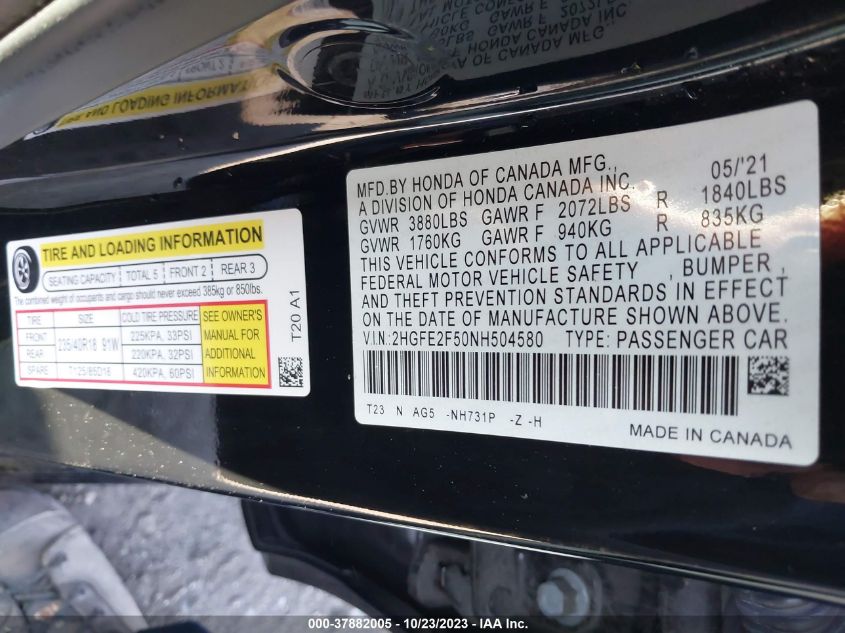 TIRE AND LOADING INFORMATION
SEATING CAPACITY TOTAL 5 FRONT 2 REAR 3
The combined weight of occupants and cargo should never exceed 385kg or 850lbs.
TIRE SIZE COLD TIRE PRESSURE
FRONT 235/40R18 91W 225KPA, 33PSI
REAR 220KPA, 32PSI
SPARE T125/85D16 420KPA, 60PSI
SEE OWNER'S
MANUAL FOR
ADDITIONAL
INFORMATION
T20 A1
MFD.BY HONDA OF CANADA MFG., 05/'21
A DIVISION OF HONDA CANADA INC.
GVWR 3880LBS GAWR F 2072LBS R 1840LBS
GVWR 1760KG GAWR F 940KG R 835KG
THIS VEHICLE CONFORMS TO ALL APPLICABLE
FEDERAL MOTOR VEHICLE SAFETY , BUMPER ,
AND THEFT PREVENTION STANDARDS IN EFFECT
ON THE DATE OF MANUFACTURE SHOWN ABOVE.
V.I.N.:2HGFE2F50NH504580 TYPE: PASSENGER CAR
T23 N AG5 -NH731P -Z -H
MADE IN CANADA
000-37882005 - 10/23/2023 - IAA Inc.